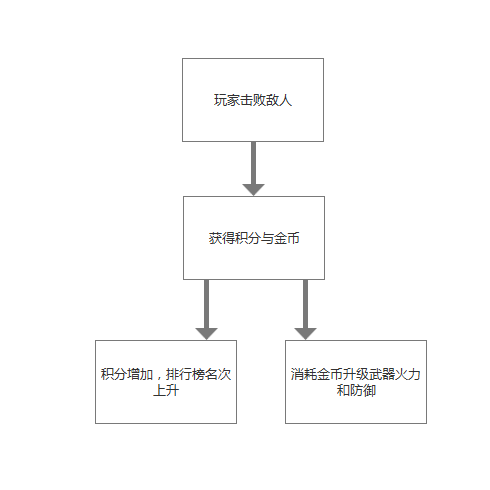 玩家击败敌人
获得积分与金币
积分增加，排行榜名次
上升
消耗金币升级武器火力
和防御